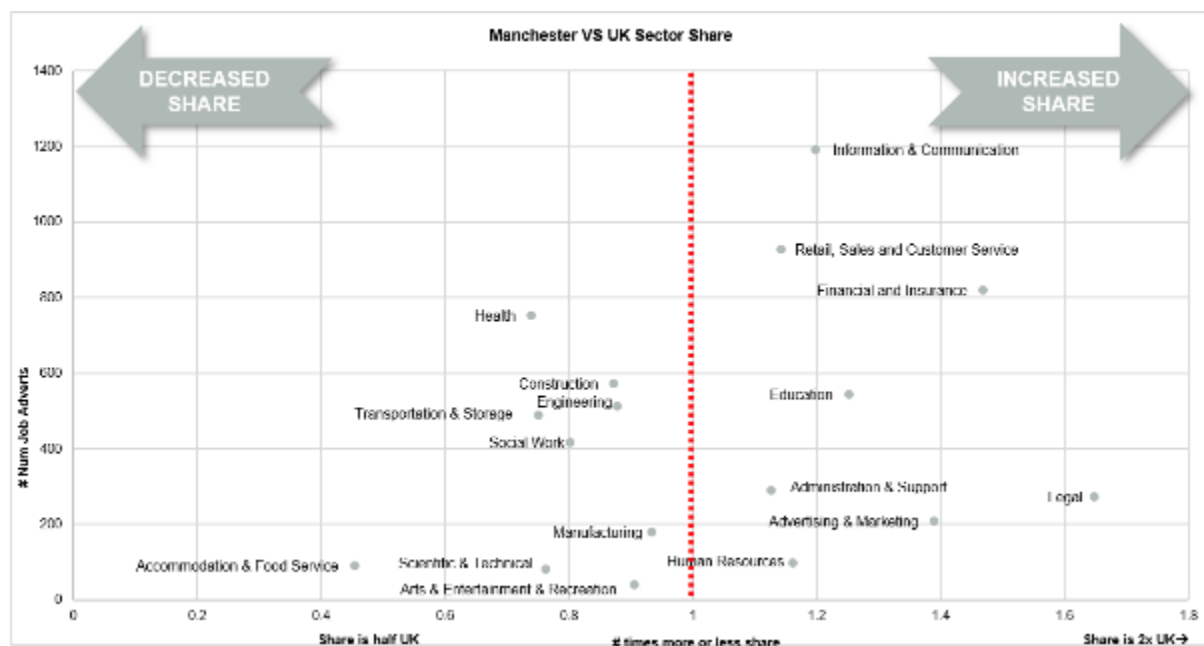 Manchester VS UK Sector Share
DECREASED
SHARE
INCREASED
SHARE
1400
1200
1000
800
600
400
200
0
# Num Job Adverts
Information & Communication
Retail, Sales and Customer Service
Financial and Insurance
Health
Construction
Education
Engineering
Transportation & Storage
Social Work
Administration & Support
Legal
Advertising & Marketing
Manufacturing
Human Resources
Scientific & Technical
Accommodation & Food Service
Arts & Entertainment & Recreation
0 0.2 0.4 0.6 0.8 1 1.2 1.4 1.6 1.8
Share is half UK # times more or less share Share is 2x UK→